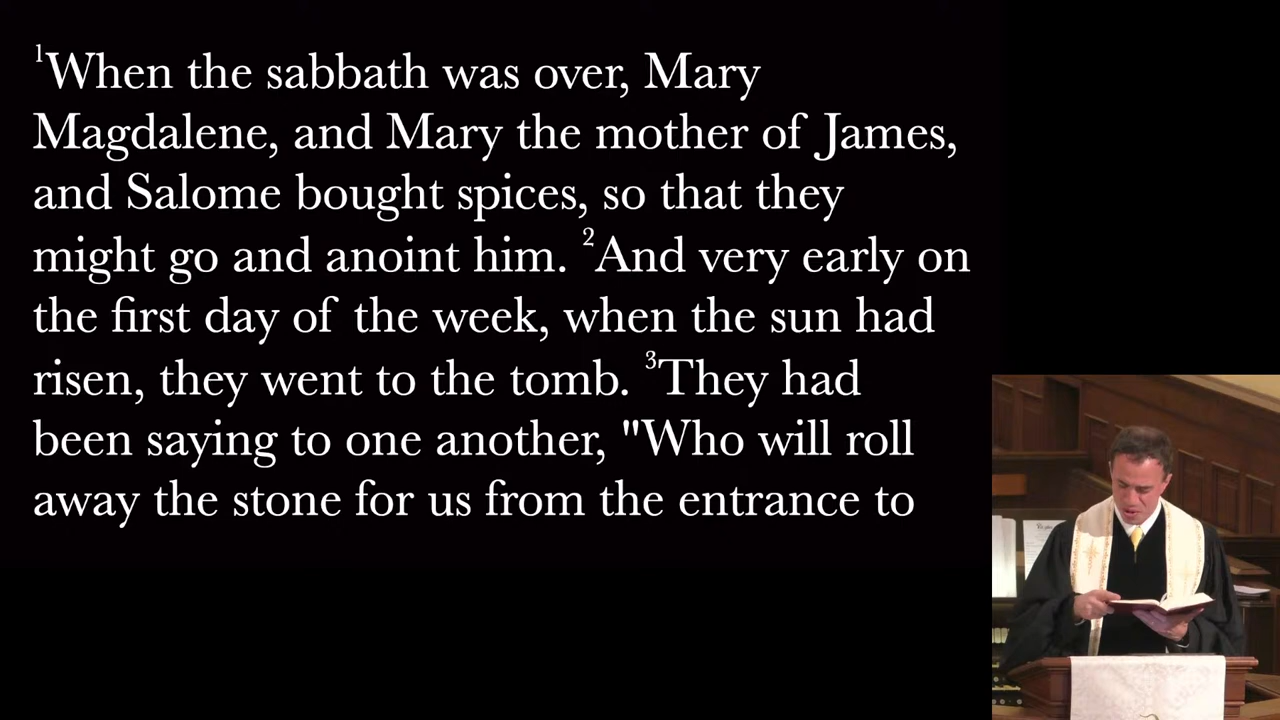 ¹When the sabbath was over, Mary
Magdalene, and Mary the mother of James,
and Salome bought spices, so that they
might go and anoint him. ²And very early on
the first day of the week, when the sun had
risen, they went to the tomb. ³They had
been saying to one another, "Who will roll
away the stone for us from the entrance to